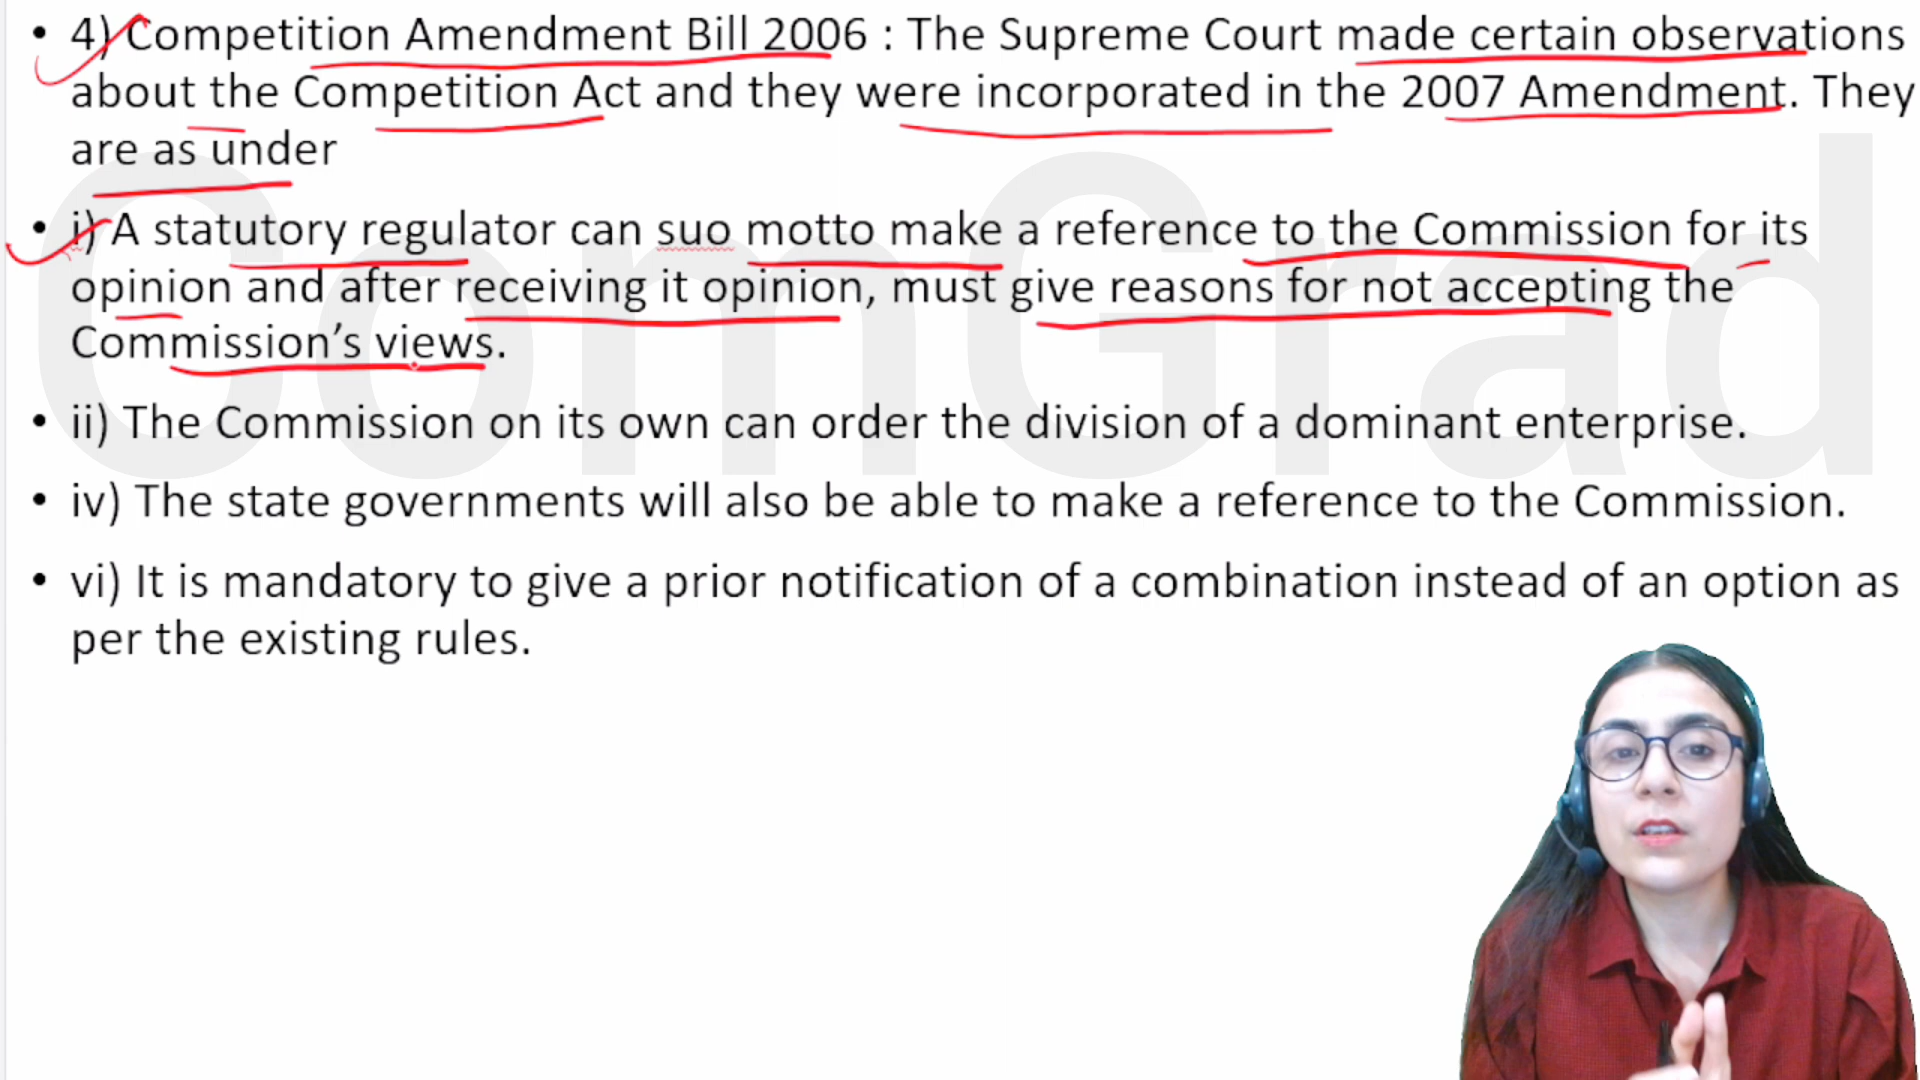 • 4) Competition Amendment Bill 2006 : The Supreme Court made certain observations
about the Competition Act and they were incorporated in the 2007 Amendment. They
are as under
• i) A statutory regulator can suo motto make a reference to the Commission for its
opinion and after receiving it opinion, must give reasons for not accepting the
Commission’s views.
• ii) The Commission on its own can order the division of a dominant enterprise.
• iv) The state governments will also be able to make a reference to the Commission.
• vi) It is mandatory to give a prior notification of a combination instead of an option as
per the existing rules.
ComGrad